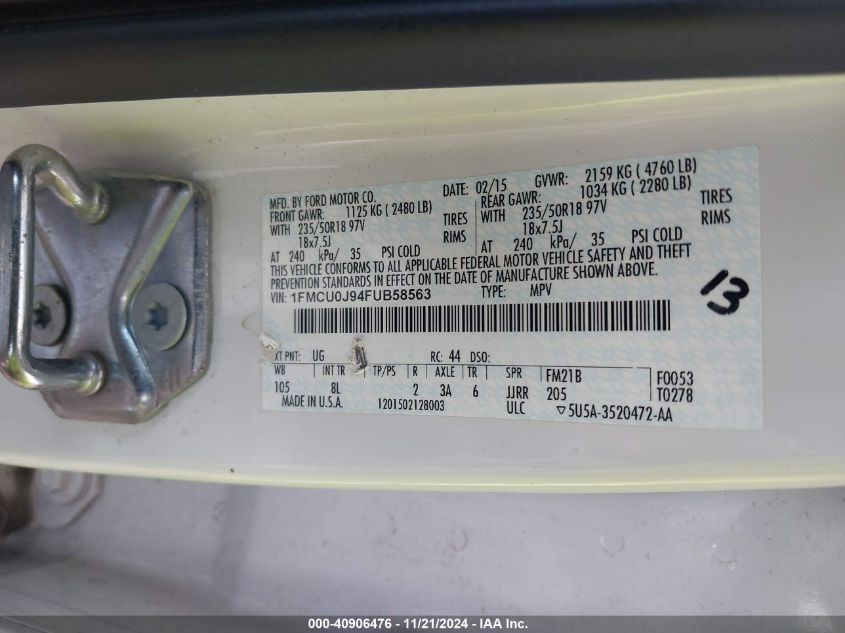 MFD. BY FORD MOTOR CO. DATE: 02/15 GVWR: 2159 KG ( 4760 LB)
FRONT GAWR: 1125 KG ( 2480 LB) REAR GAWR: 1034 KG ( 2280 LB)
WITH 235/50R18 97V TIRES WITH 235/50R18 97V TIRES
18x7.5J RIMS 18x7.5J RIMS
AT 240 kPa/ 35 PSI COLD AT 240 kPa/ 35 PSI COLD
THIS VEHICLE CONFORMS TO ALL APPLICABLE FEDERAL MOTOR VEHICLE SAFETY AND THEFT
PREVENTION STANDARDS IN EFFECT ON THE DATE OF MANUFACTURE SHOWN ABOVE.
VIN: 1FMCU0J94FUB58563 TYPE: MPV
13
XT PNT: UG RC: 44 DSO:
WB INT TR TP/PS R AXLE TR SPR FM21B F0053
105 8L 2 3A 6 JJRR 205 T0278
MADE IN U.S.A. 1201502128003 ULC ▽5U5A-3520472-AA
000-40906476 - 11/21/2024 - IAA Inc.